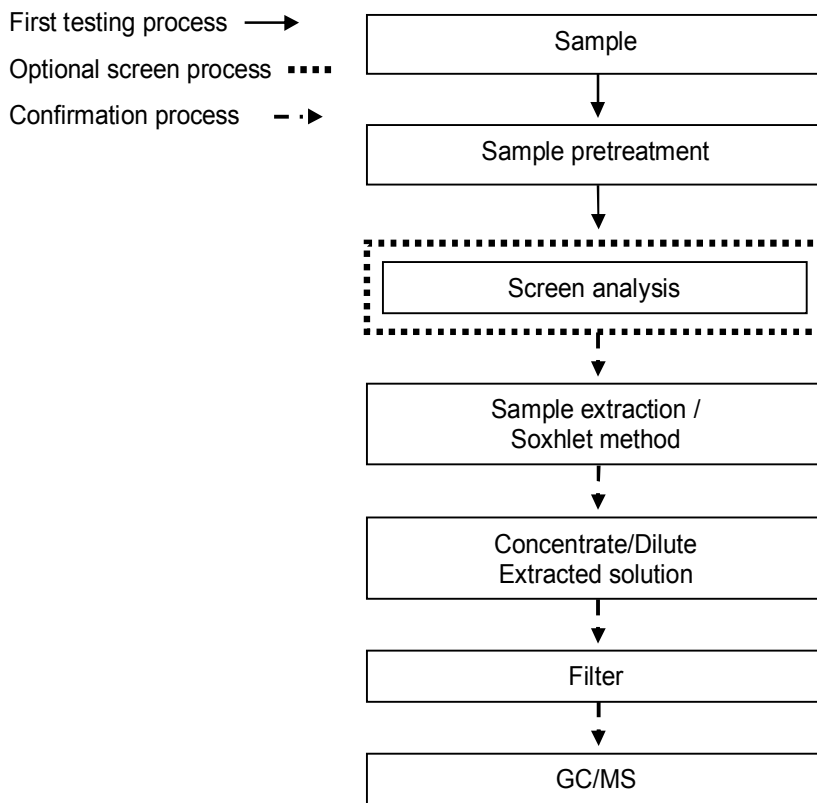 First testing process
Optional screen process
Confirmation process
Sample
Sample pretreatment
Screen analysis
Sample extraction /
Soxhlet method
Concentrate/Dilute
Extracted solution
Filter
GC/MS